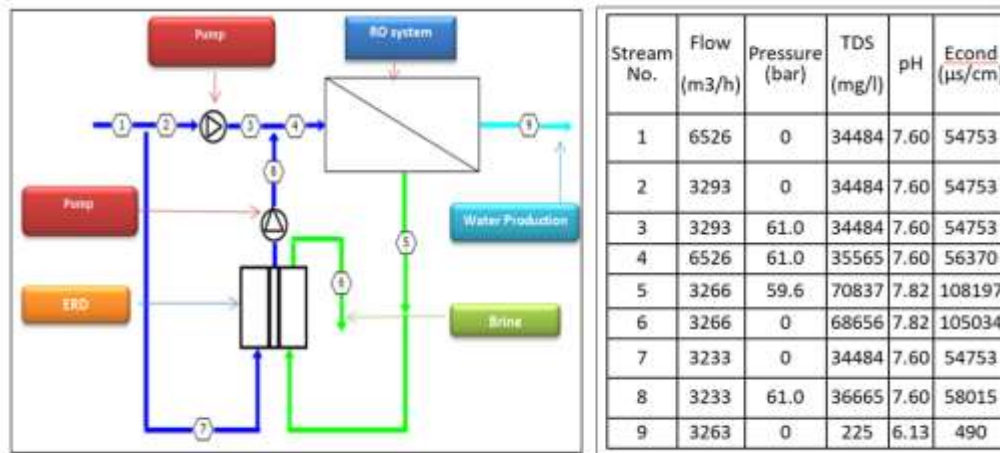 Pump
RO system
1
2
3
4
9
8
Pump
Water Production
5
6
ERD
Brine
7
Stream No. Flow (m3/h) Pressure (bar) TDS (mg/l) pH Econd (µs/cm)
1 6526 0 34484 7.60 54753
2 3293 0 34484 7.60 54753
3 3293 61.0 34484 7.60 54753
4 6526 61.0 35565 7.60 56370
5 3266 59.6 70837 7.82 108197
6 3266 0 68656 7.82 105034
7 3233 0 34484 7.60 54753
8 3233 61.0 36665 7.60 58015
9 3263 0 225 6.13 490